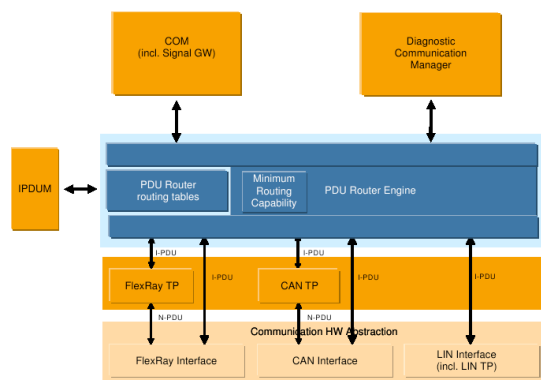 COM
(incl. Signal GW)
Diagnostic
Communication
Manager
IPDUM
PDU Router
routing tables
Minimum
Routing
Capability
PDU Router Engine
I-PDU
I-PDU
I-PDU
I-PDU
I-PDU
FlexRay TP
CAN TP
N-PDU
N-PDU
Communication HW Abstraction
FlexRay Interface
CAN Interface
LIN Interface
(incl. LIN TP)